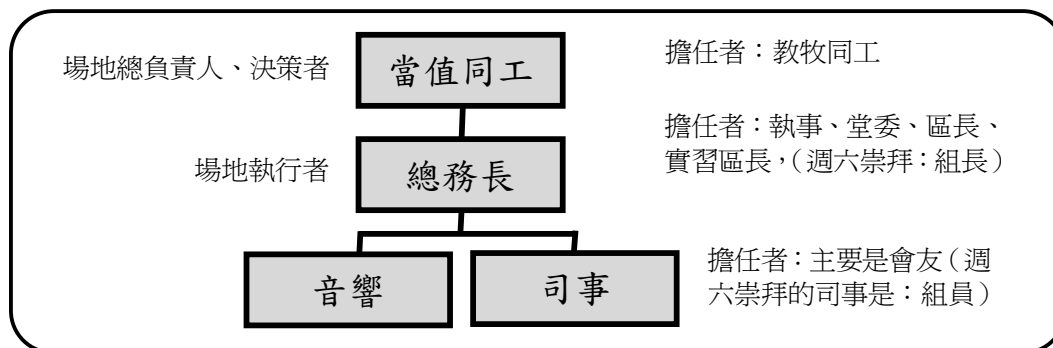 場地總負責人、決策者
當值同工
擔任者：教牧同工
場地執行者
總務長
擔任者：執事、堂委、區長、
實習區長，（週六崇拜：組長）
音響
司事
擔任者：主要是會友（週
六崇拜的司事是：組員）